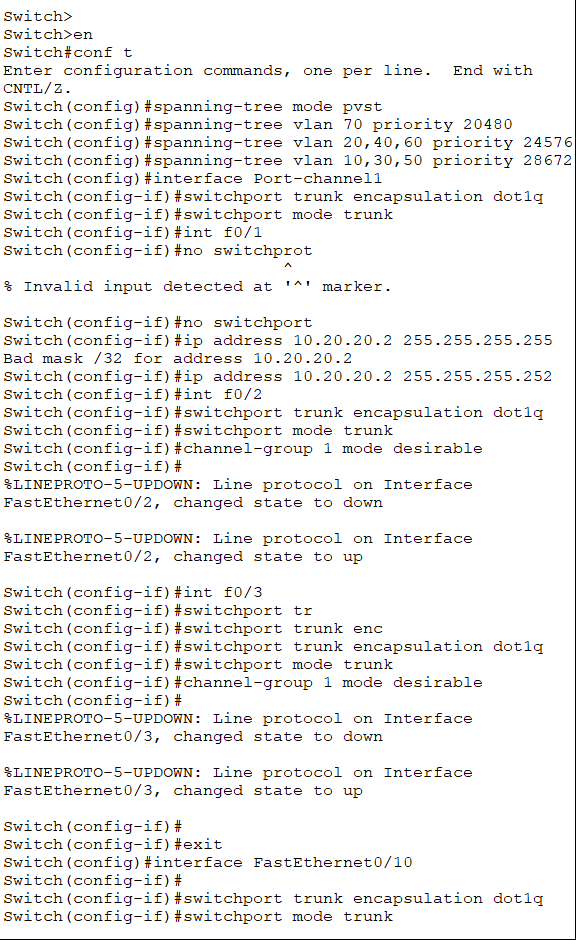 Switch>
Switch>en
Switch#conf t
Enter configuration commands, one per line.  End with
CNTL/Z.
Switch(config)#spanning-tree mode pvst
Switch(config)#spanning-tree vlan 70 priority 20480
Switch(config)#spanning-tree vlan 20,40,60 priority 24576
Switch(config)#spanning-tree vlan 10,30,50 priority 28672
Switch(config)#interface Port-channel1
Switch(config-if)#switchport trunk encapsulation dot1q
Switch(config-if)#switchport mode trunk
Switch(config-if)#int f0/1
Switch(config-if)#no switchprot
^
% Invalid input detected at '^' marker.
Switch(config-if)#no switchport
Switch(config-if)#ip address 10.20.20.2 255.255.255.255
Bad mask /32 for address 10.20.20.2
Switch(config-if)#ip address 10.20.20.2 255.255.255.252
Switch(config-if)#int f0/2
Switch(config-if)#switchport trunk encapsulation dot1q
Switch(config-if)#switchport mode trunk
Switch(config-if)#channel-group 1 mode desirable
Switch(config-if)#
%LINEPROTO-5-UPDOWN: Line protocol on Interface
FastEthernet0/2, changed state to down
%LINEPROTO-5-UPDOWN: Line protocol on Interface
FastEthernet0/2, changed state to up
Switch(config-if)#int f0/3
Switch(config-if)#switchport tr
Switch(config-if)#switchport trunk enc
Switch(config-if)#switchport trunk encapsulation dot1q
Switch(config-if)#switchport mode trunk
Switch(config-if)#channel-group 1 mode desirable
Switch(config-if)#
%LINEPROTO-5-UPDOWN: Line protocol on Interface
FastEthernet0/3, changed state to down
%LINEPROTO-5-UPDOWN: Line protocol on Interface
FastEthernet0/3, changed state to up
Switch(config-if)#
Switch(config-if)#exit
Switch(config)#interface FastEthernet0/10
Switch(config-if)#
Switch(config-if)#switchport trunk encapsulation dot1q
Switch(config-if)#switchport mode trunk